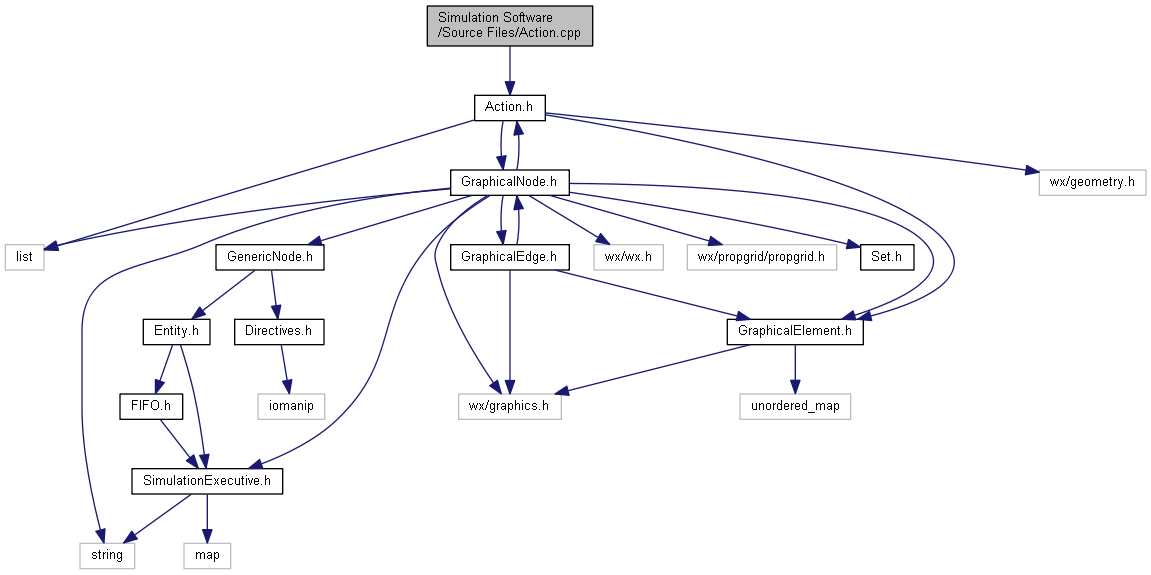 Simulation Software
/Source Files/Action.cpp
Action.h
GraphicalNode.h
wx/geometry.h
list
GenericNode.h
GraphicalEdge.h
wx/wx.h
wx/propgrid/propgrid.h
Set.h
Entity.h
Directives.h
GraphicalElement.h
FIFO.h
iomanip
wx/graphics.h
unordered_map
SimulationExecutive.h
string
map